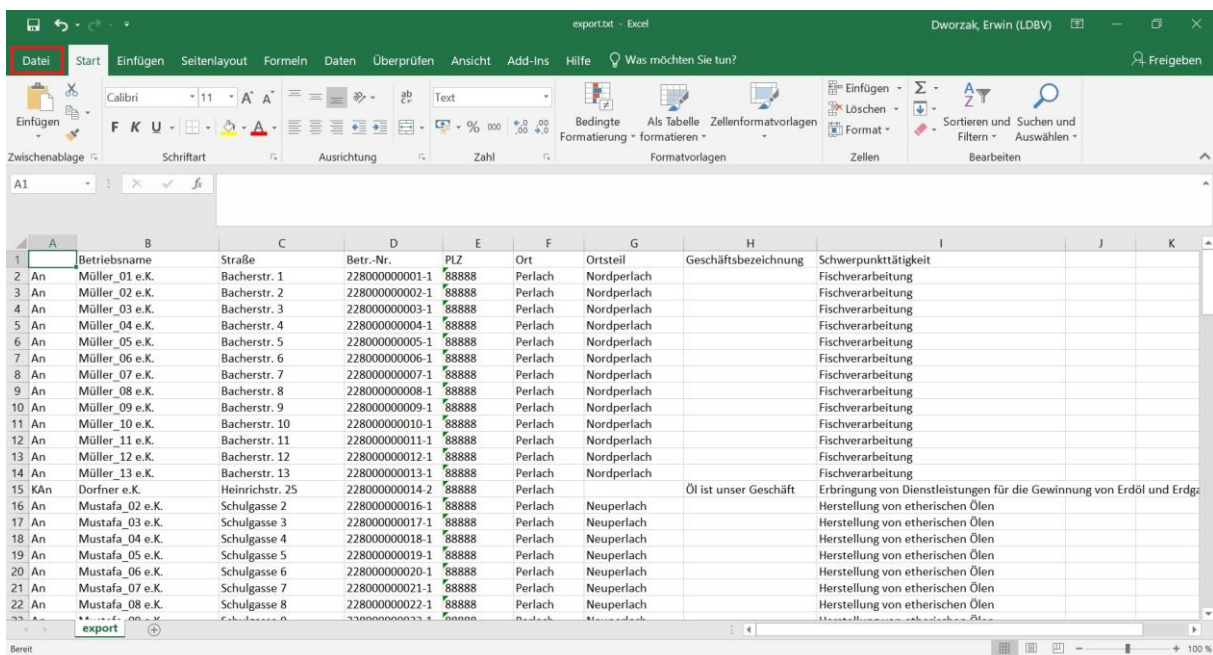 export.txt - Excel Dworzak, Erwin (LDBV)
Datei Start Einfügen Seitenlayout Formeln Daten Überprüfen Ansicht Add-Ins Hilfe Was möchten Sie tun? Freigeben
Calibri 11 A A ab Text Einfügen Σ
Einfügen Bedingte Als Tabelle Zellenformatvorlagen Löschen Sortieren und Suchen und
F K U A % 000 Formatierung formatieren Format Filtern Auswählen
Zwischenablage Schriftart Ausrichtung Zahl Formatvorlagen Zellen Bearbeiten
A1 fx
A B C D E F G H I J K
1 Betriebsname Straße Betr.-Nr. PLZ Ort Ortsteil Geschäftsbezeichnung Schwerpunkttätigkeit
2 An Müller_01 e.K. Bacherstr. 1 228000000001-1 88888 Perlach Nordperlach Fischverarbeitung
3 An Müller_02 e.K. Bacherstr. 2 228000000002-1 88888 Perlach Nordperlach Fischverarbeitung
4 An Müller_03 e.K. Bacherstr. 3 228000000003-1 88888 Perlach Nordperlach Fischverarbeitung
5 An Müller_04 e.K. Bacherstr. 4 228000000004-1 88888 Perlach Nordperlach Fischverarbeitung
6 An Müller_05 e.K. Bacherstr. 5 228000000005-1 88888 Perlach Nordperlach Fischverarbeitung
7 An Müller_06 e.K. Bacherstr. 6 228000000006-1 88888 Perlach Nordperlach Fischverarbeitung
8 An Müller_07 e.K. Bacherstr. 7 228000000007-1 88888 Perlach Nordperlach Fischverarbeitung
9 An Müller_08 e.K. Bacherstr. 8 228000000008-1 88888 Perlach Nordperlach Fischverarbeitung
10 An Müller_09 e.K. Bacherstr. 9 228000000009-1 88888 Perlach Nordperlach Fischverarbeitung
11 An Müller_10 e.K. Bacherstr. 10 228000000010-1 88888 Perlach Nordperlach Fischverarbeitung
12 An Müller_11 e.K. Bacherstr. 11 228000000011-1 88888 Perlach Nordperlach Fischverarbeitung
13 An Müller_12 e.K. Bacherstr. 12 228000000012-1 88888 Perlach Nordperlach Fischverarbeitung
14 An Müller_13 e.K. Bacherstr. 13 228000000013-1 88888 Perlach Nordperlach Fischverarbeitung
15 KAn Dorfner e.K. Heinrichstr. 25 228000000014-2 88888 Perlach Öl ist unser Geschäft Erbringung von Dienstleistungen für die Gewinnung von Erdöl und Erdga
16 An Mustafa_02 e.K. Schulgasse 2 228000000016-1 88888 Perlach Neuperlach Herstellung von etherischen Ölen
17 An Mustafa_03 e.K. Schulgasse 3 228000000017-1 88888 Perlach Neuperlach Herstellung von etherischen Ölen
18 An Mustafa_04 e.K. Schulgasse 4 228000000018-1 88888 Perlach Neuperlach Herstellung von etherischen Ölen
19 An Mustafa_05 e.K. Schulgasse 5 228000000019-1 88888 Perlach Neuperlach Herstellung von etherischen Ölen
20 An Mustafa_06 e.K. Schulgasse 6 228000000020-1 88888 Perlach Neuperlach Herstellung von etherischen Ölen
21 An Mustafa_07 e.K. Schulgasse 7 228000000021-1 88888 Perlach Neuperlach Herstellung von etherischen Ölen
22 An Mustafa_08 e.K. Schulgasse 8 228000000022-1 88888 Perlach Neuperlach Herstellung von etherischen Ölen
export
Bereit 100 %